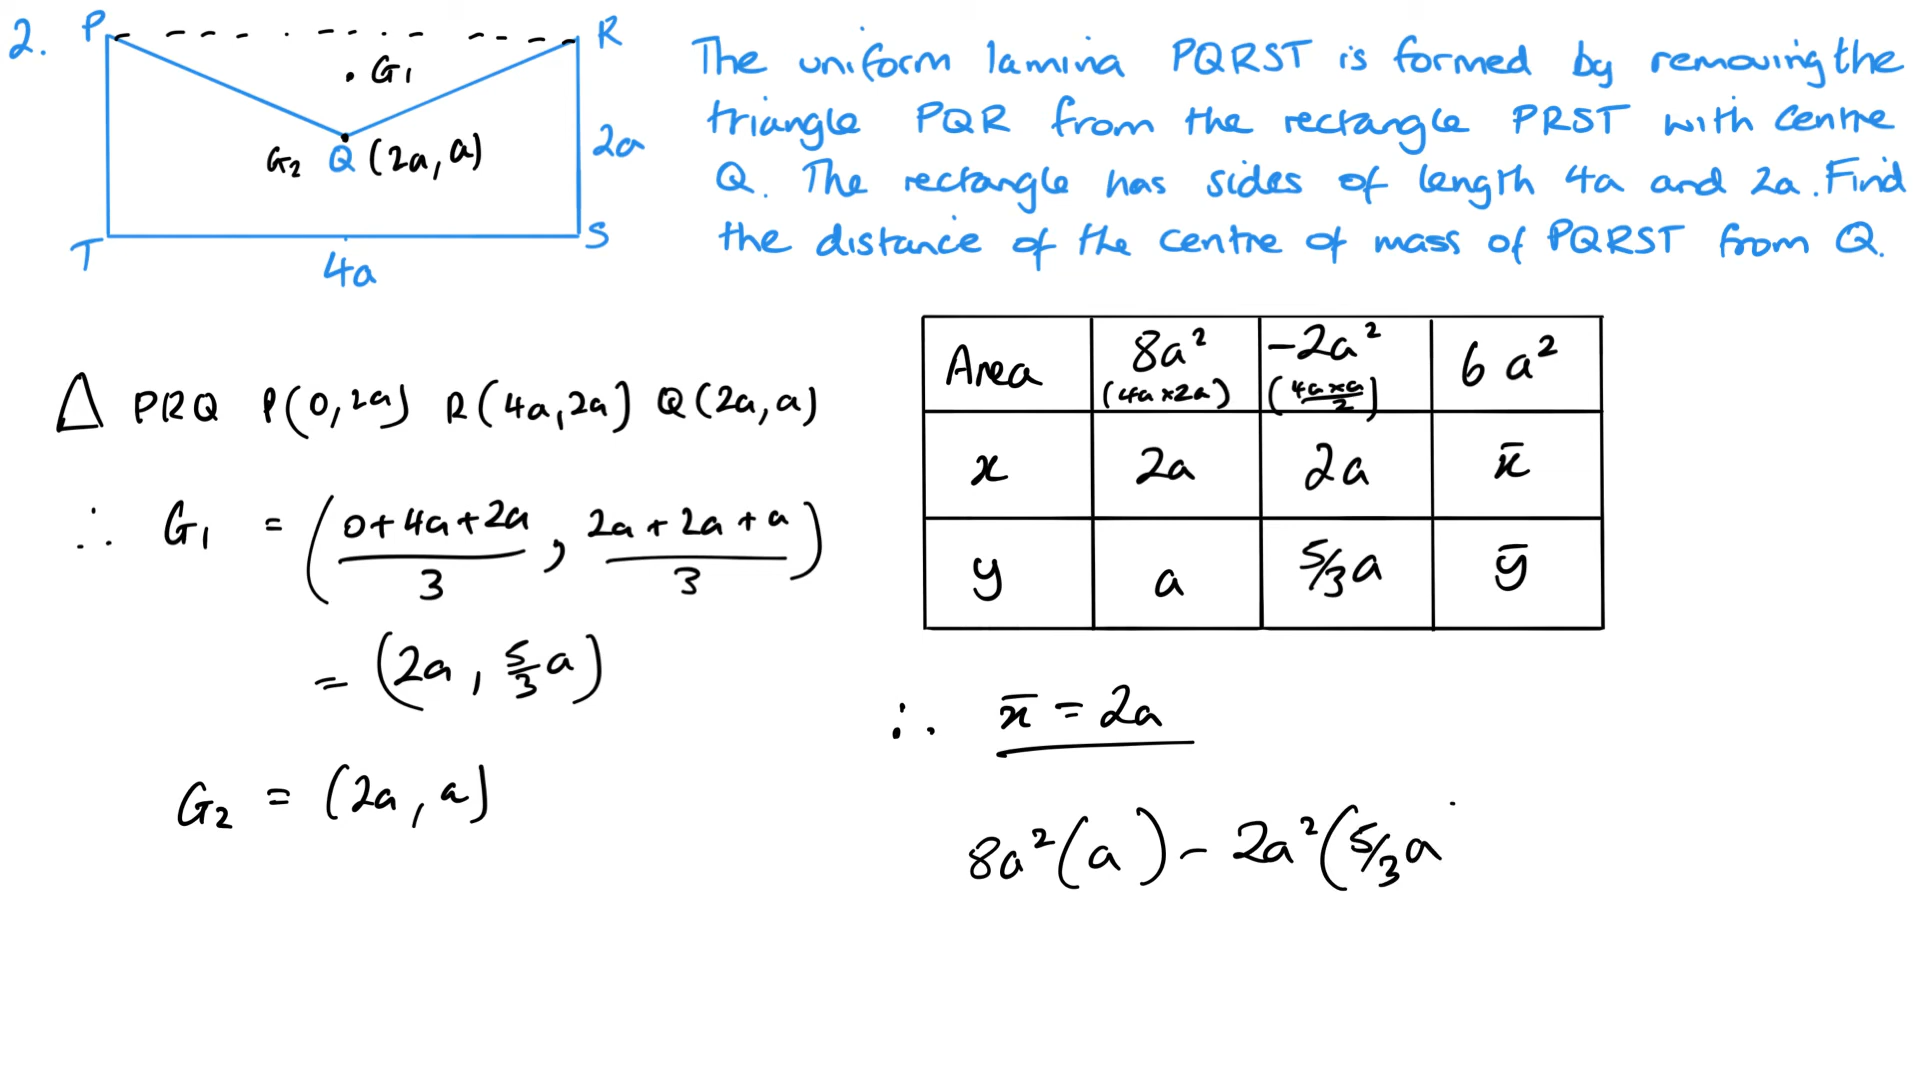 2.
P
R
. G₁
G₂ Q (2a, a)
2a
T
S
4a
The uniform lamina PQRST is formed by removing the
triangle PQR from the rectangle PRST with centre
Q. The rectangle has sides of length 4a and 2a. Find
the distance of the centre of mass of PQRST from Q.
△ PRQ P(0, 2a) R(4a, 2a) Q(2a, a)
∴ G₁ = ((0+4a+2a)/3, (2a+2a+a)/3)
= (2a, 5/3 a)
G₂ = (2a, a)
Area 8a² (4a×2a) -2a² (4a×a/2) 6a²
x 2a 2a x̄
y a 5/3a ȳ
∴ x̄ = 2a
8a²(a) - 2a²(5/3a